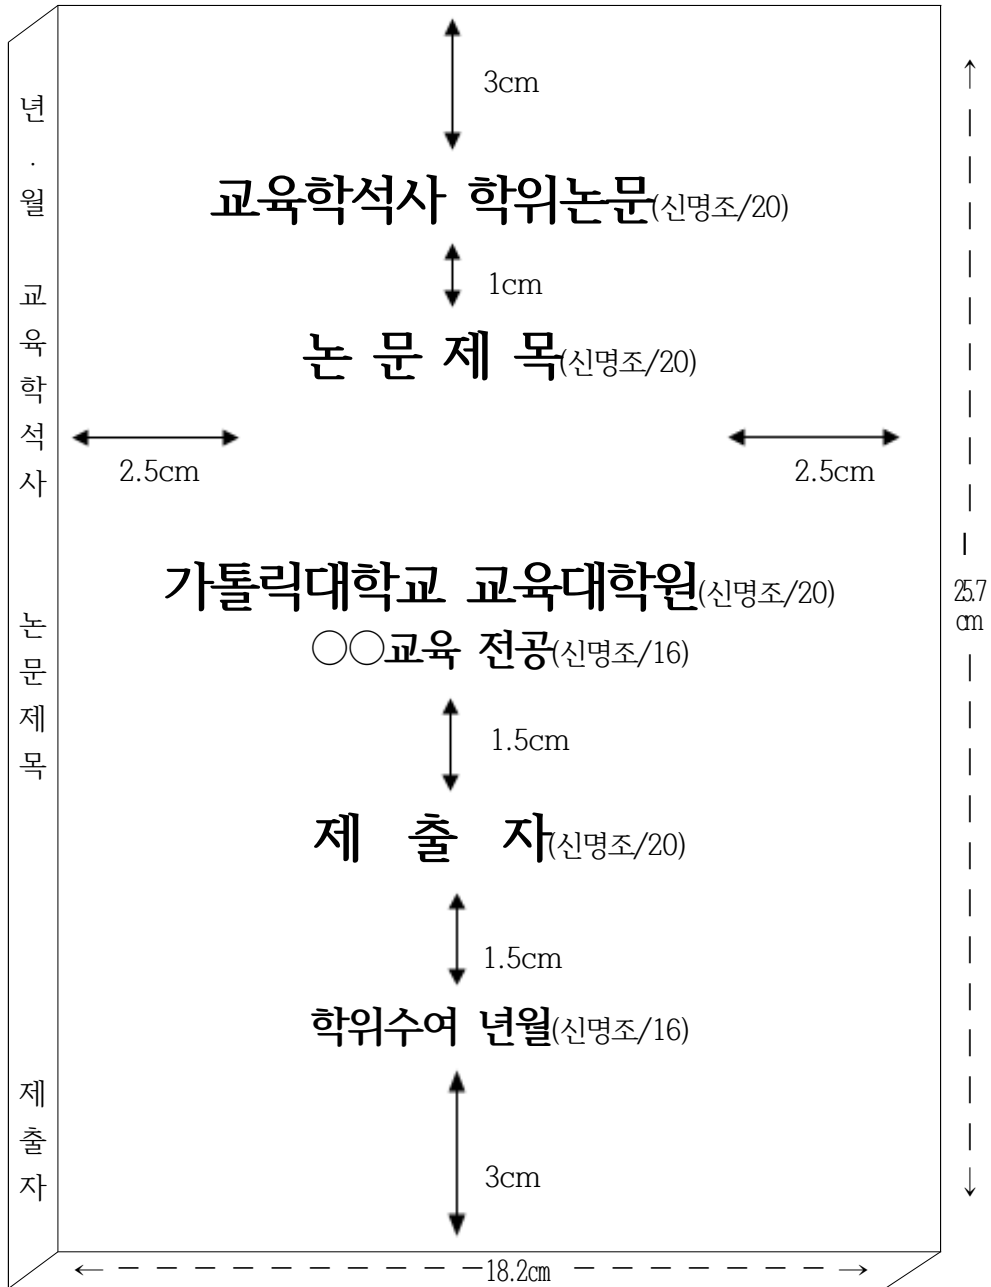 년·월 교육학석사 논문제목 제출자
3cm
교육학석사 학위논문(신명조/20)
1cm
논 문 제 목(신명조/20)
2.5cm 2.5cm
가톨릭대학교 교육대학원(신명조/20)
○○교육 전공(신명조/16)
1.5cm
제 출 자(신명조/20)
1.5cm
학위수여 년월(신명조/16)
3cm
25.7
cm
18.2cm